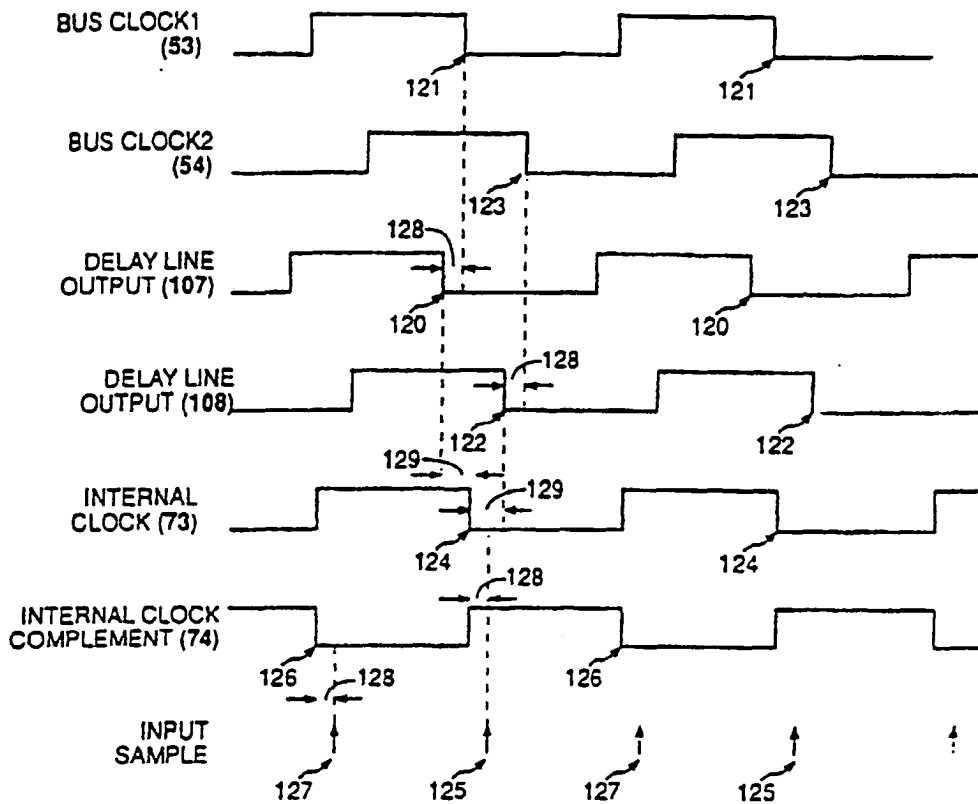 BUS CLOCK1
(53)
121
121
BUS CLOCK2
(54)
123
123
128
DELAY LINE
OUTPUT (107)
120
120
128
DELAY LINE
OUTPUT (108)
122
122
129
129
INTERNAL
CLOCK (73)
124
124
128
INTERNAL CLOCK
COMPLEMENT (74)
126
128
126
INPUT
SAMPLE
127
125
127
125